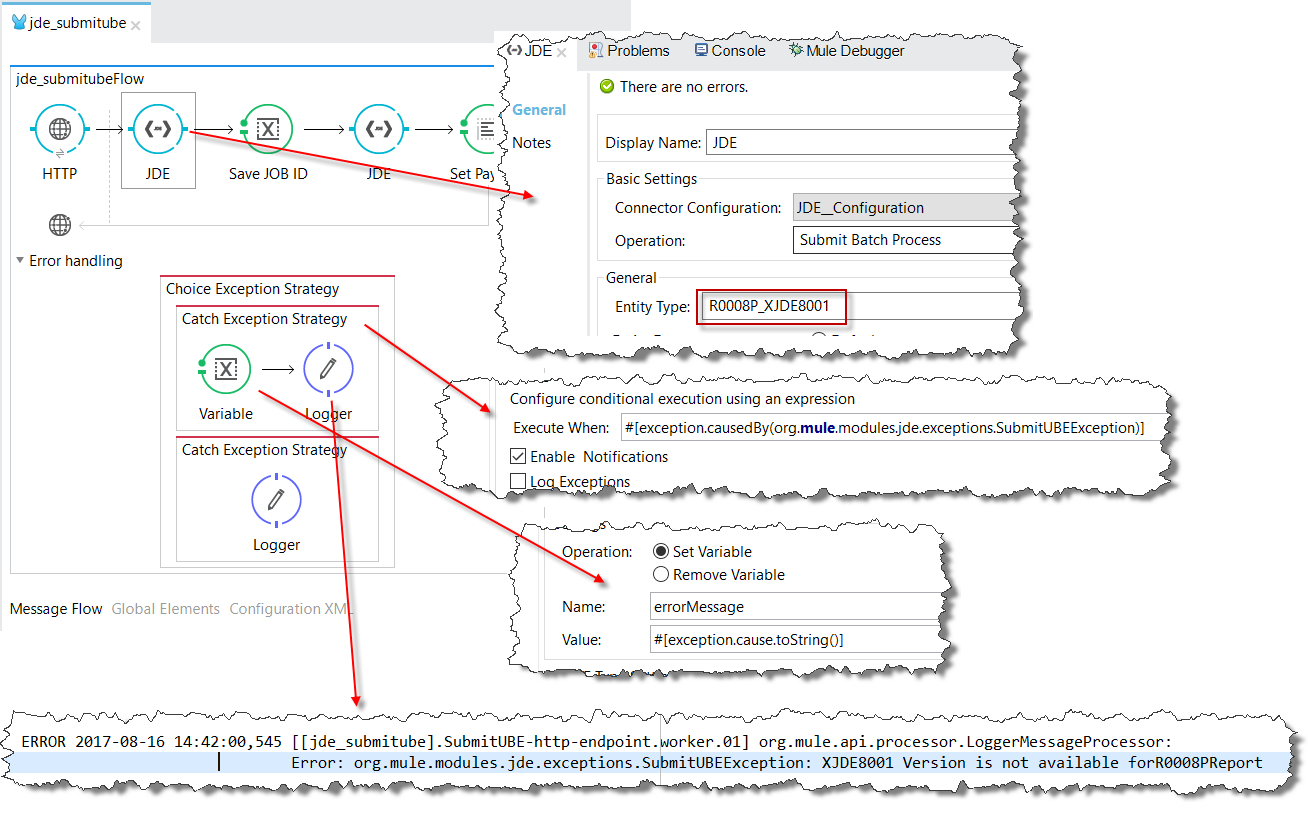 jde_submitube
jde_submitubeFlow
HTTP
JDE
Save JOB ID
JDE
Set Pay
Error handling
Choice Exception Strategy
Catch Exception Strategy
Variable
Logger
Catch Exception Strategy
Logger
Message Flow Global Elements Configuration XML
JDE Problems Console Mule Debugger
There are no errors.
General
Notes
Display Name: JDE
Basic Settings
Connector Configuration: JDE__Configuration
Operation: Submit Batch Process
General
Entity Type: R0008P_XJDE8001
Configure conditional execution using an expression
Execute When: #[exception.causedBy(org.mule.modules.jde.exceptions.SubmitUBEException)]
Enable Notifications
Log Exceptions
Operation: Set Variable
Remove Variable
Name: errorMessage
Value: #[exception.cause.toString()]
ERROR 2017-08-16 14:42:00,545 [[jde_submitube].SubmitUBE-http-endpoint.worker.01] org.mule.api.processor.LoggerMessageProcessor:
Error: org.mule.modules.jde.exceptions.SubmitUBEException: XJDE8001 Version is not available forR0008PReport